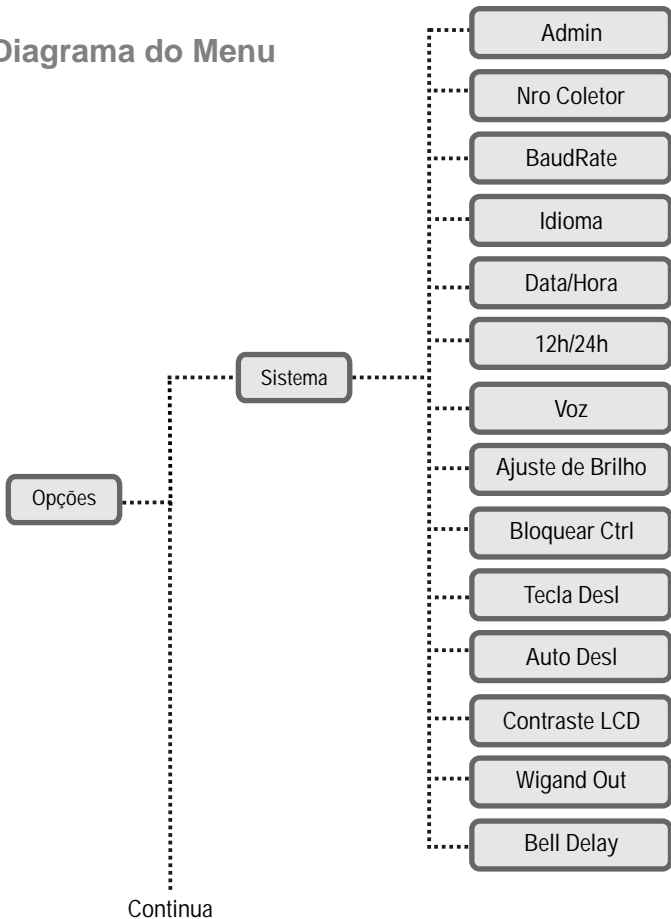 Diagrama do Menu
Admin
Nro Coletor
BaudRate
Idioma
Data/Hora
12h/24h
Sistema
Voz
Ajuste de Brilho
Opções
Bloquear Ctrl
Tecla Desl
Auto Desl
Contraste LCD
Wigand Out
Bell Delay
Continua